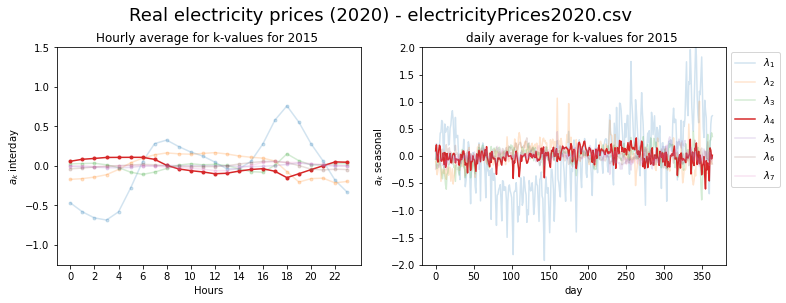 Real electricity prices (2020) - electricityPrices2020.csv
Hourly average for k-values for 2015
daily average for k-values for 2015
1.5
1.0
0.5
0.0
−0.5
−1.0
a_k interday
0 2 4 6 8 10 12 14 16 18 20 22
Hours
2.0
1.5
1.0
0.5
0.0
−0.5
−1.0
−1.5
−2.0
a_k seasonal
0 50 100 150 200 250 300 350
day
λ₁
λ₂
λ₃
λ₄
λ₅
λ₆
λ₇